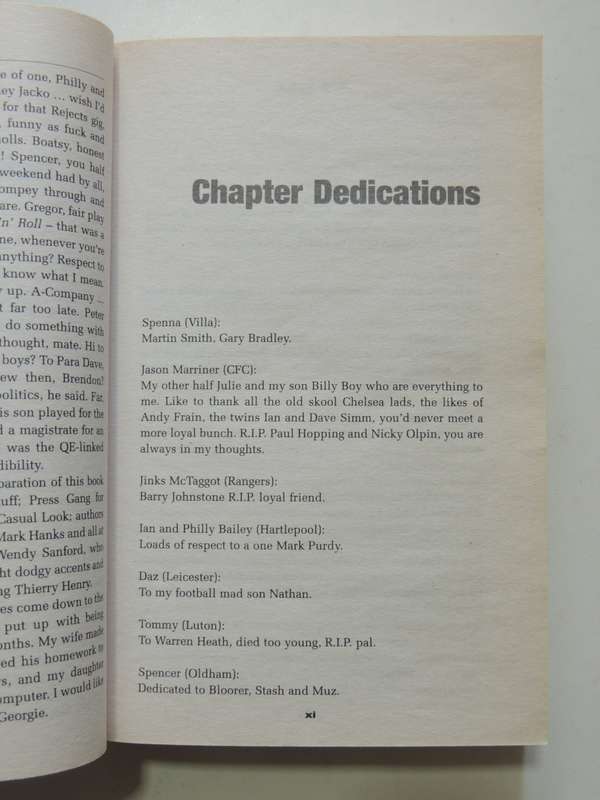 e of one, Philly and
ey Jacko ... wish I'd
for that Rejects gig,
, funny as fuck and
olls. Boatsy, honest
! Spencer, you half
weekend had by all,
ompey through and
are. Gregor, fair play
'n' Roll – that was a
ne, whenever you're
anything? Respect to
know what I mean.
up. A-Company ...
t far too late. Peter
do something with
thought, mate. Hi to
boys? To Para Dave,
ew then, Brendon?
politics, he said. Far.
is son played for the
d a magistrate for an
was the QE-linked
dibility.
paration of this book
uff; Press Gang for
Casual Look; authors
Mark Hanks and all at
Wendy Sanford, who
ht dodgy accents and
ng Thierry Henry.
es come down to the
put up with being
onths. My wife made
ed his homework to
s, and my daughter
omputer. I would like
Georgie.
Chapter Dedications
Spenna (Villa):
Martin Smith. Gary Bradley.
Jason Marriner (CFC):
My other half Julie and my son Billy Boy who are everything to
me. Like to thank all the old skool Chelsea lads, the likes of
Andy Frain, the twins Ian and Dave Simm, you'd never meet a
more loyal bunch. R.I.P. Paul Hopping and Nicky Olpin, you are
always in my thoughts.
Jinks McTaggot (Rangers):
Barry Johnstone R.I.P. loyal friend.
Ian and Philly Bailey (Hartlepool):
Loads of respect to a one Mark Purdy.
Daz (Leicester):
To my football mad son Nathan.
Tommy (Luton):
To Warren Heath, died too young, R.I.P. pal.
Spencer (Oldham):
Dedicated to Bloorer, Stash and Muz.
xi